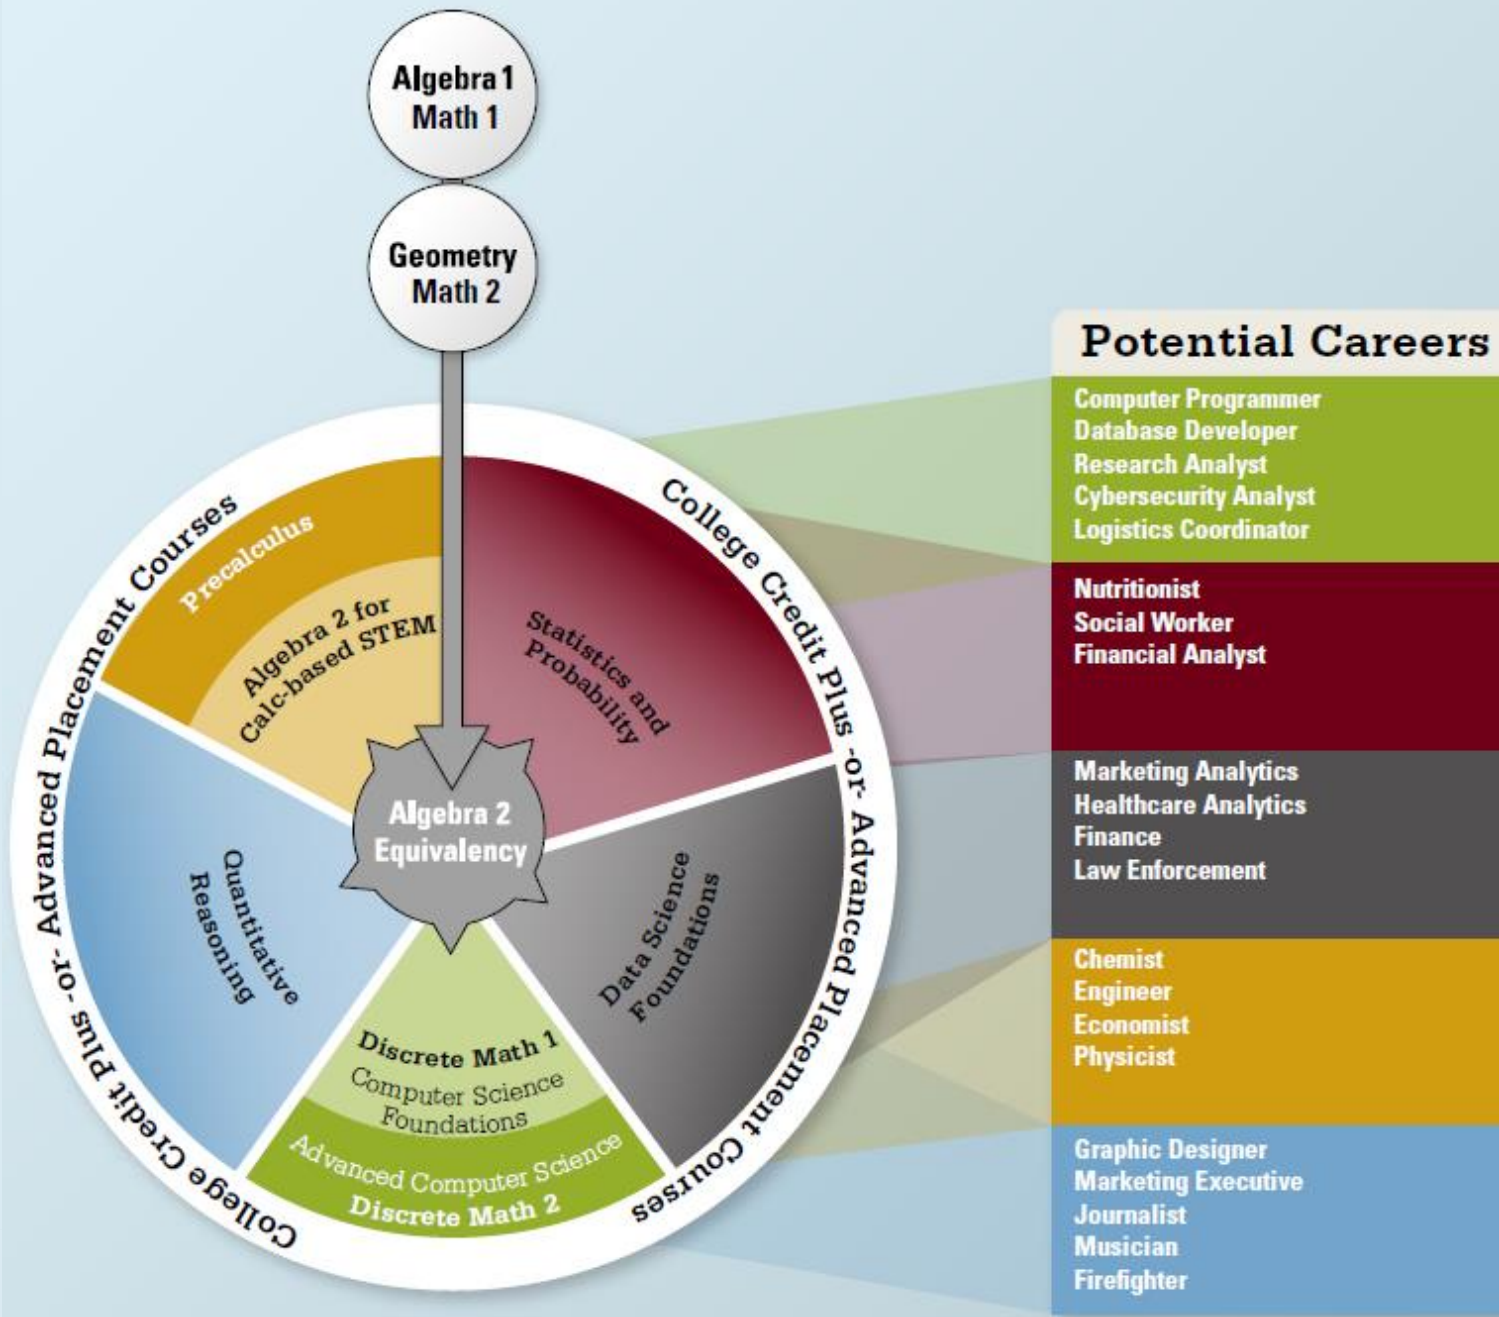 Algebra 1
Math 1
Geometry
Math 2
College Credit Plus -or- Advanced Placement Courses
College Credit Plus -or- Advanced Placement Courses
Precalculus
Algebra 2 for
Calc-based STEM
Statistics and
Probability
Algebra 2
Equivalency
Quantitative
Reasoning
Data Science
Foundations
Discrete Math 1
Computer Science
Foundations
Advanced Computer Science
Discrete Math 2
Potential Careers
Computer Programmer
Database Developer
Research Analyst
Cybersecurity Analyst
Logistics Coordinator
Nutritionist
Social Worker
Financial Analyst
Marketing Analytics
Healthcare Analytics
Finance
Law Enforcement
Chemist
Engineer
Economist
Physicist
Graphic Designer
Marketing Executive
Journalist
Musician
Firefighter